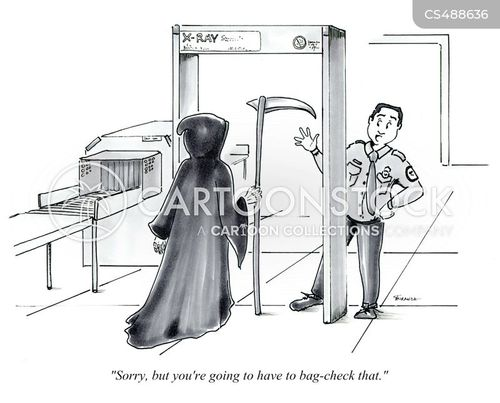 CS488636
X-RAY
CARTOONSTOCK
A CARTOON COLLECTIONS COMPANY
"Sorry, but you're going to have to bag-check that."